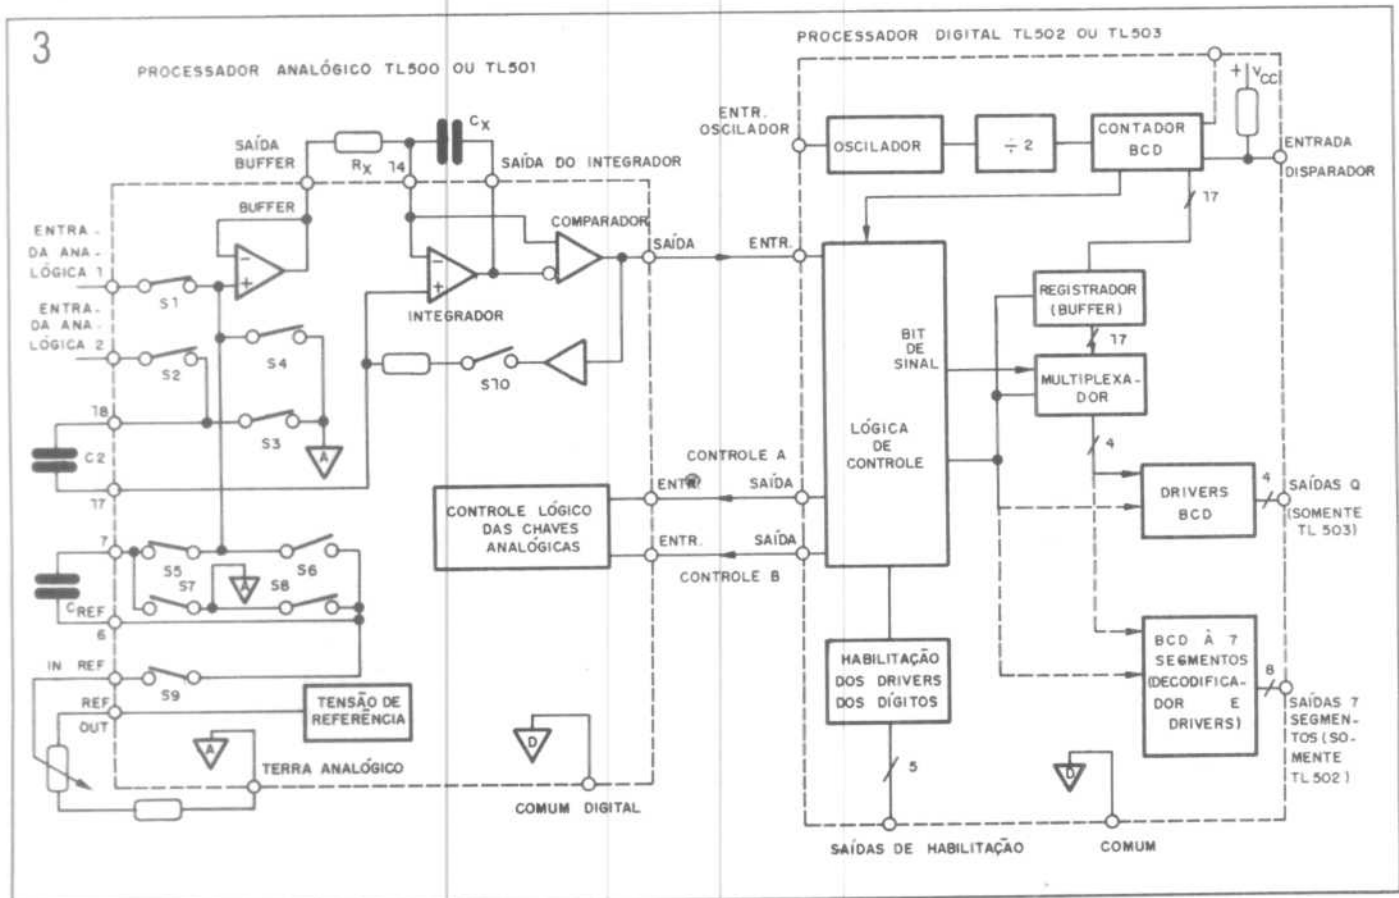 3
PROCESSADOR ANALÓGICO TL500 OU TL501
PROCESSADOR DIGITAL TL502 OU TL503
SAÍDA
BUFFER
RX
14
CX
SAÍDA DO INTEGRADOR
BUFFER
ENTRA-
DA ANA-
LÓGICA 1
S1
ENTRA-
DA ANA-
LÓGICA 2
S2
S4
S3
A
18
C2
17
INTEGRADOR
COMPARADOR
SAÍDA
S10
7
CREF
6
S5
S7
A
S8
S6
IN REF
S9
REF
OUT
TENSÃO DE
REFERÊNCIA
A
TERRA ANALÓGICO
D
COMUM DIGITAL
CONTROLE LÓGICO
DAS CHAVES
ANALÓGICAS
CONTROLE A
ENTR.
SAÍDA
ENTR.
SAÍDA
CONTROLE B
ENTR.
OSCILADOR
OSCILADOR
÷ 2
CONTADOR
BCD
+ VCC
ENTRADA
DISPARADOR
17
ENTR.
REGISTRADOR
(BUFFER)
17
BIT
DE
SINAL
MULTIPLEXA-
DOR
4
LÓGICA
DE
CONTROLE
DRIVERS
BCD
4
SAÍDAS Q
(SOMENTE
TL 503)
BCD À 7
SEGMENTOS
(DECODIFICA-
DOR E
DRIVERS)
8
SAÍDAS 7
SEGMEN-
TOS (SO-
MENTE
TL 502)
HABILITAÇÃO
DOS DRIVERS
DOS DÍGITOS
5
SAÍDAS DE HABILITAÇÃO
D
COMUM